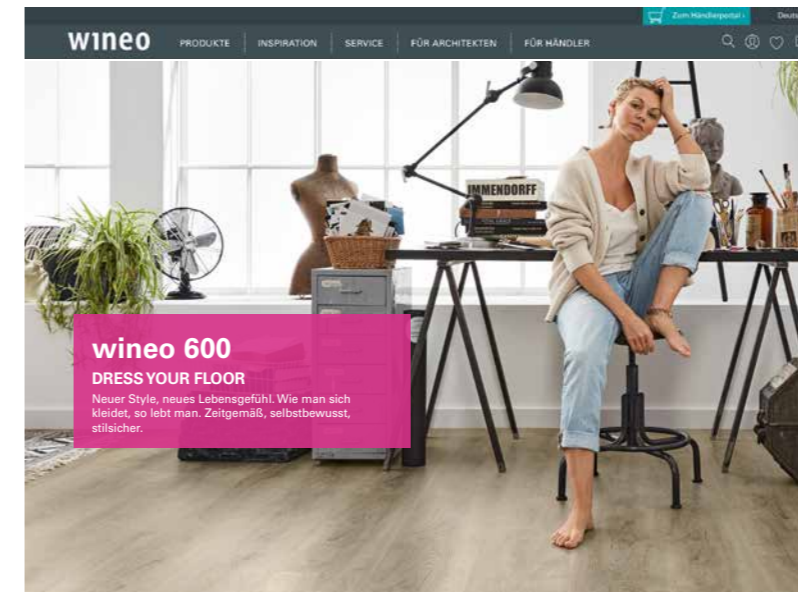 Zum Händlerportal ›
wineo
PRODUKTE
INSPIRATION
SERVICE
FÜR ARCHITEKTEN
FÜR HÄNDLER
IMMENDORFF
wineo 600
DRESS YOUR FLOOR
Neuer Style, neues Lebensgefühl. Wie man sich
kleidet, so lebt man. Zeitgemäß, selbstbewusst,
stilsicher.